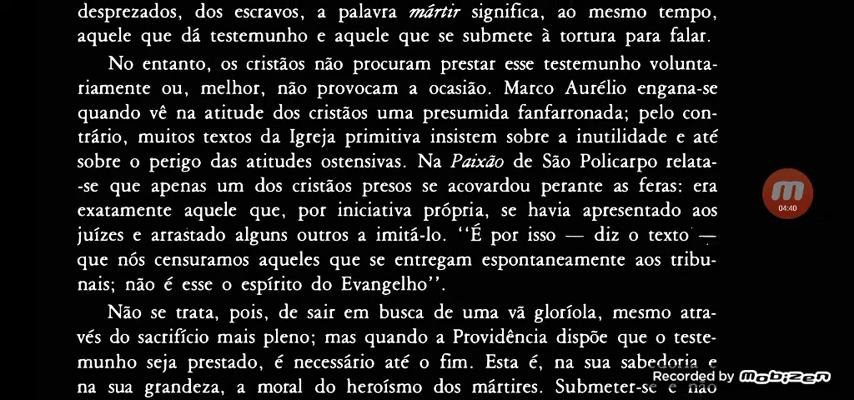 desprezados, dos escravos, a palavra mártir significa, ao mesmo tempo,
aquele que dá testemunho e aquele que se submete à tortura para falar.
No entanto, os cristãos não procuram prestar esse testemunho volunta-
riamente ou, melhor, não provocam a ocasião. Marco Aurélio engana-se
quando vê na atitude dos cristãos uma presumida fanfarronada; pelo con-
trário, muitos textos da Igreja primitiva insistem sobre a inutilidade e até
sobre o perigo das atitudes ostensivas. Na Paixão de São Policarpo relata-
-se que apenas um dos cristãos presos se acovardou perante as feras: era
exatamente aquele que, por iniciativa própria, se havia apresentado aos
juízes e arrastado alguns outros a imitá-lo. “É por isso — diz o texto —
que nós censuramos aqueles que se entregam espontaneamente aos tribu-
nais; não é esse o espírito do Evangelho”.
Não se trata, pois, de sair em busca de uma vã gloríola, mesmo atra-
vés do sacrifício mais pleno; mas quando a Providência dispõe que o teste-
munho seja prestado, é necessário até o fim. Esta é, na sua sabedoria e
na sua grandeza, a moral do heroísmo dos mártires. Submeter-se e não
04:40
Recorded by mobizen